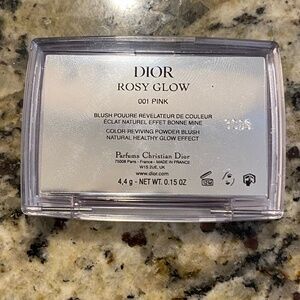 DIOR
ROSY GLOW
001 PINK
BLUSH POUDRE RÉVÉLATEUR DE COULEUR
ÉCLAT NATUREL EFFET BONNE MINE
COLOR-REVIVING POWDER BLUSH
NATURAL HEALTHY GLOW EFFECT
Parfums Christian Dior
75008 Paris - France - MADE IN FRANCE
W1S 2UE, UK
www.dior.com
4,4 g - NET WT. 0.15 OZ